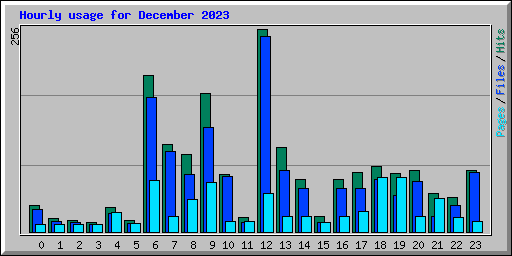 Hourly usage for December 2023
256
Pages/Files/Hits
0 1 2 3 4 5 6 7 8 9 10 11 12 13 14 15 16 17 18 19 20 21 22 23